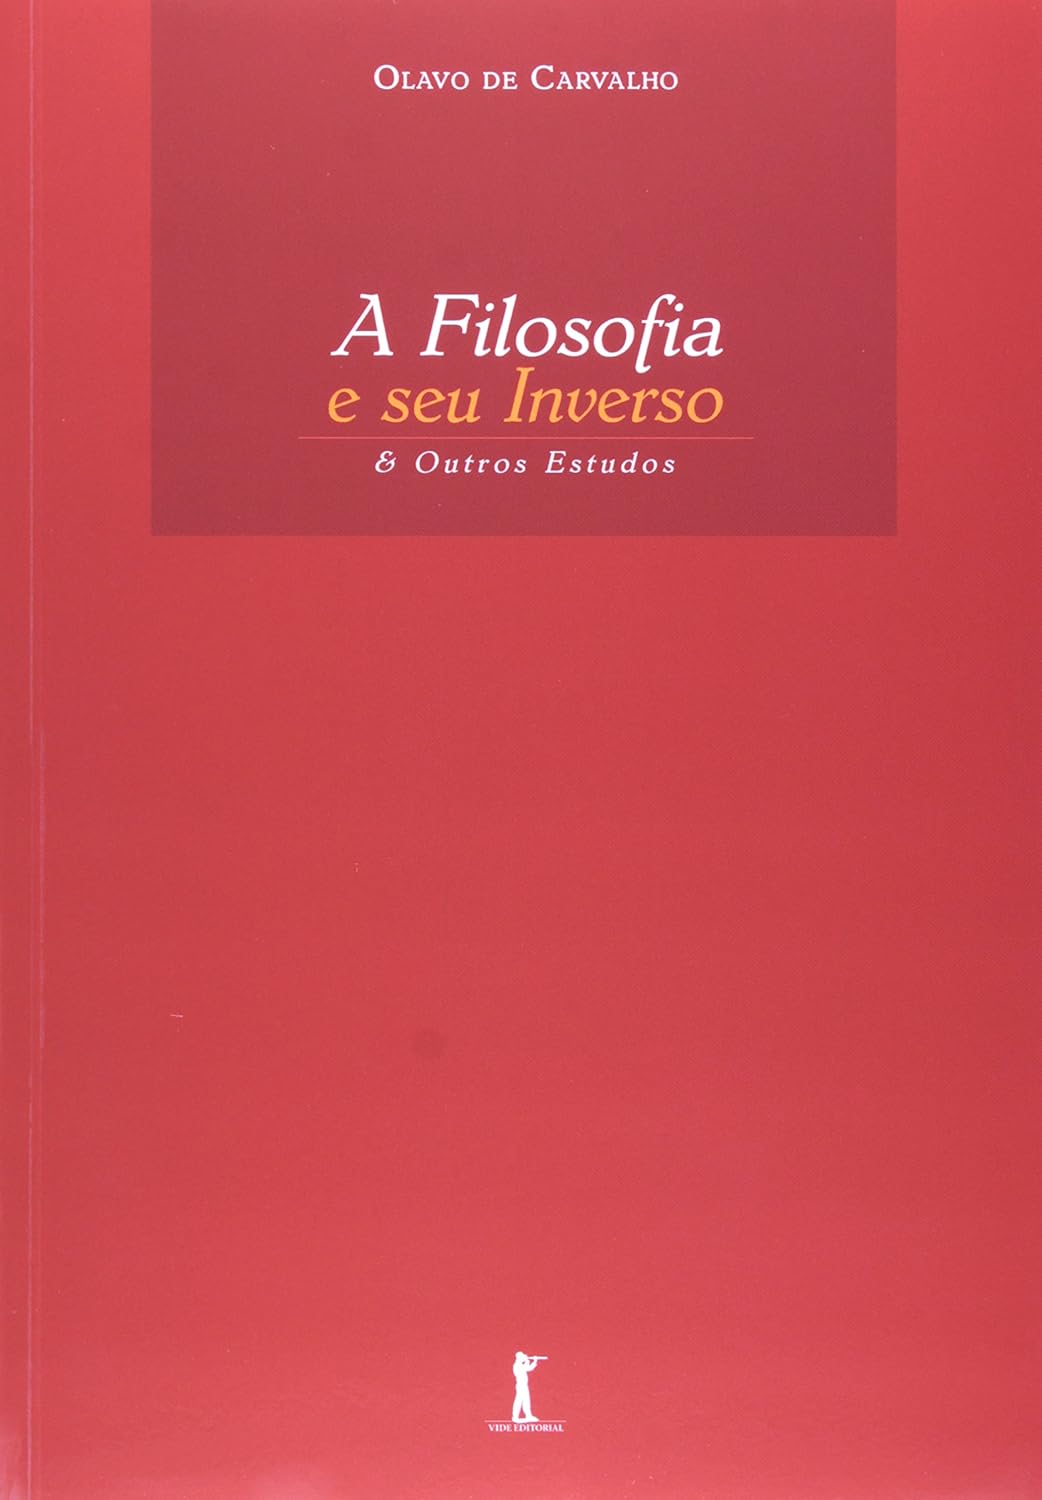 OLAVO DE CARVALHO
A Filosofia
e seu Inverso
& Outros Estudos
VIDE EDITORIAL